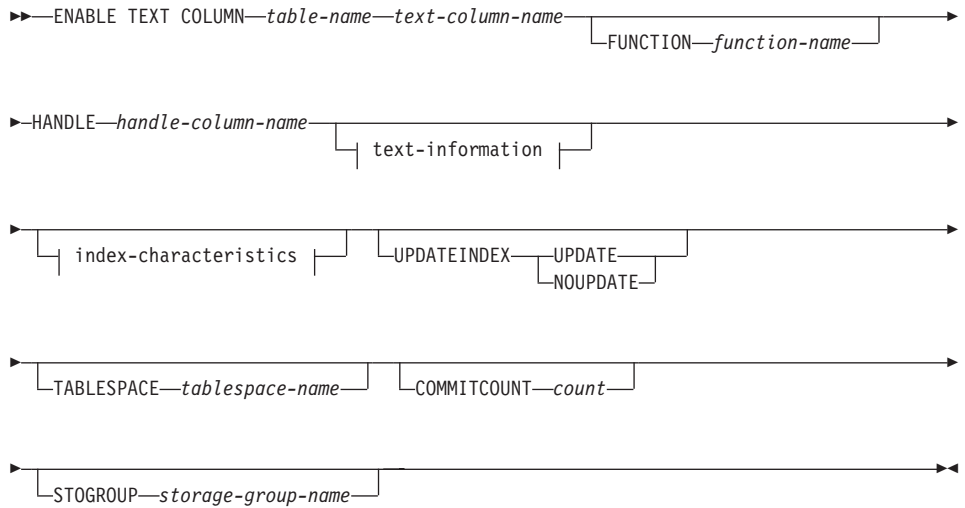 ENABLE TEXT COLUMN table-name text-column-name
FUNCTION function-name
HANDLE handle-column-name
text-information
index-characteristics
UPDATEINDEX UPDATE
NOUPDATE
TABLESPACE tablespace-name
COMMITCOUNT count
STOGROUP storage-group-name